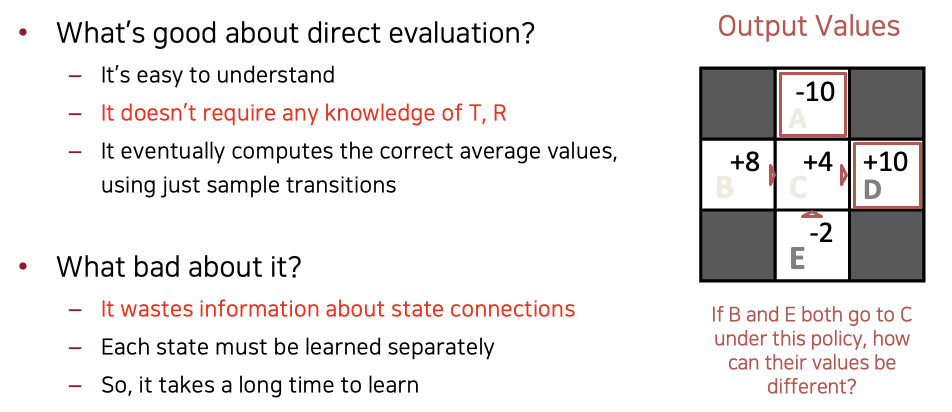 • What's good about direct evaluation?
– It's easy to understand
– It doesn't require any knowledge of T, R
– It eventually computes the correct average values,
using just sample transitions
• What bad about it?
– It wastes information about state connections
– Each state must be learned separately
– So, it takes a long time to learn
Output Values
-10
A
+8
B
+4
C
+10
D
-2
E
If B and E both go to C
under this policy, how
can their values be
different?